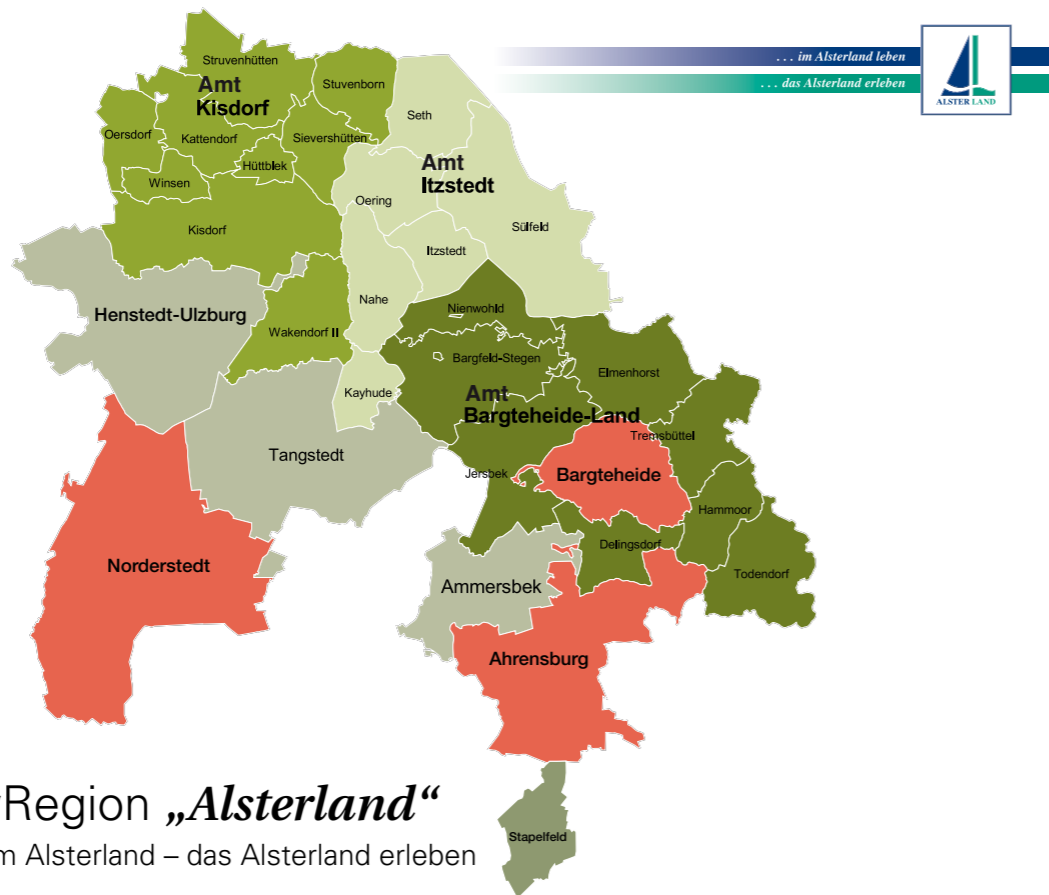 ... im Alsterland leben
... das Alsterland erleben
ALSTER LAND
Struvenhütten
Amt
Kisdorf
Stuvenborn
Oersdorf
Kattendorf
Sievershütten
Hüttblek
Winsen
Kisdorf
Seth
Amt
Itzstedt
Oering
Sülfeld
Itzstedt
Nahe
Henstedt-Ulzburg
Wakendorf II
Nienwohld
Bargfeld-Stegen
Elmenhorst
Kayhude
Amt
Bargteheide-Land
Tremsbüttel
Tangstedt
Jersbek
Bargteheide
Hammoor
Norderstedt
Delingsdorf
Todendorf
Ammersbek
Ahrensburg
Region „Alsterland“
m Alsterland – das Alsterland erleben
Stapelfeld